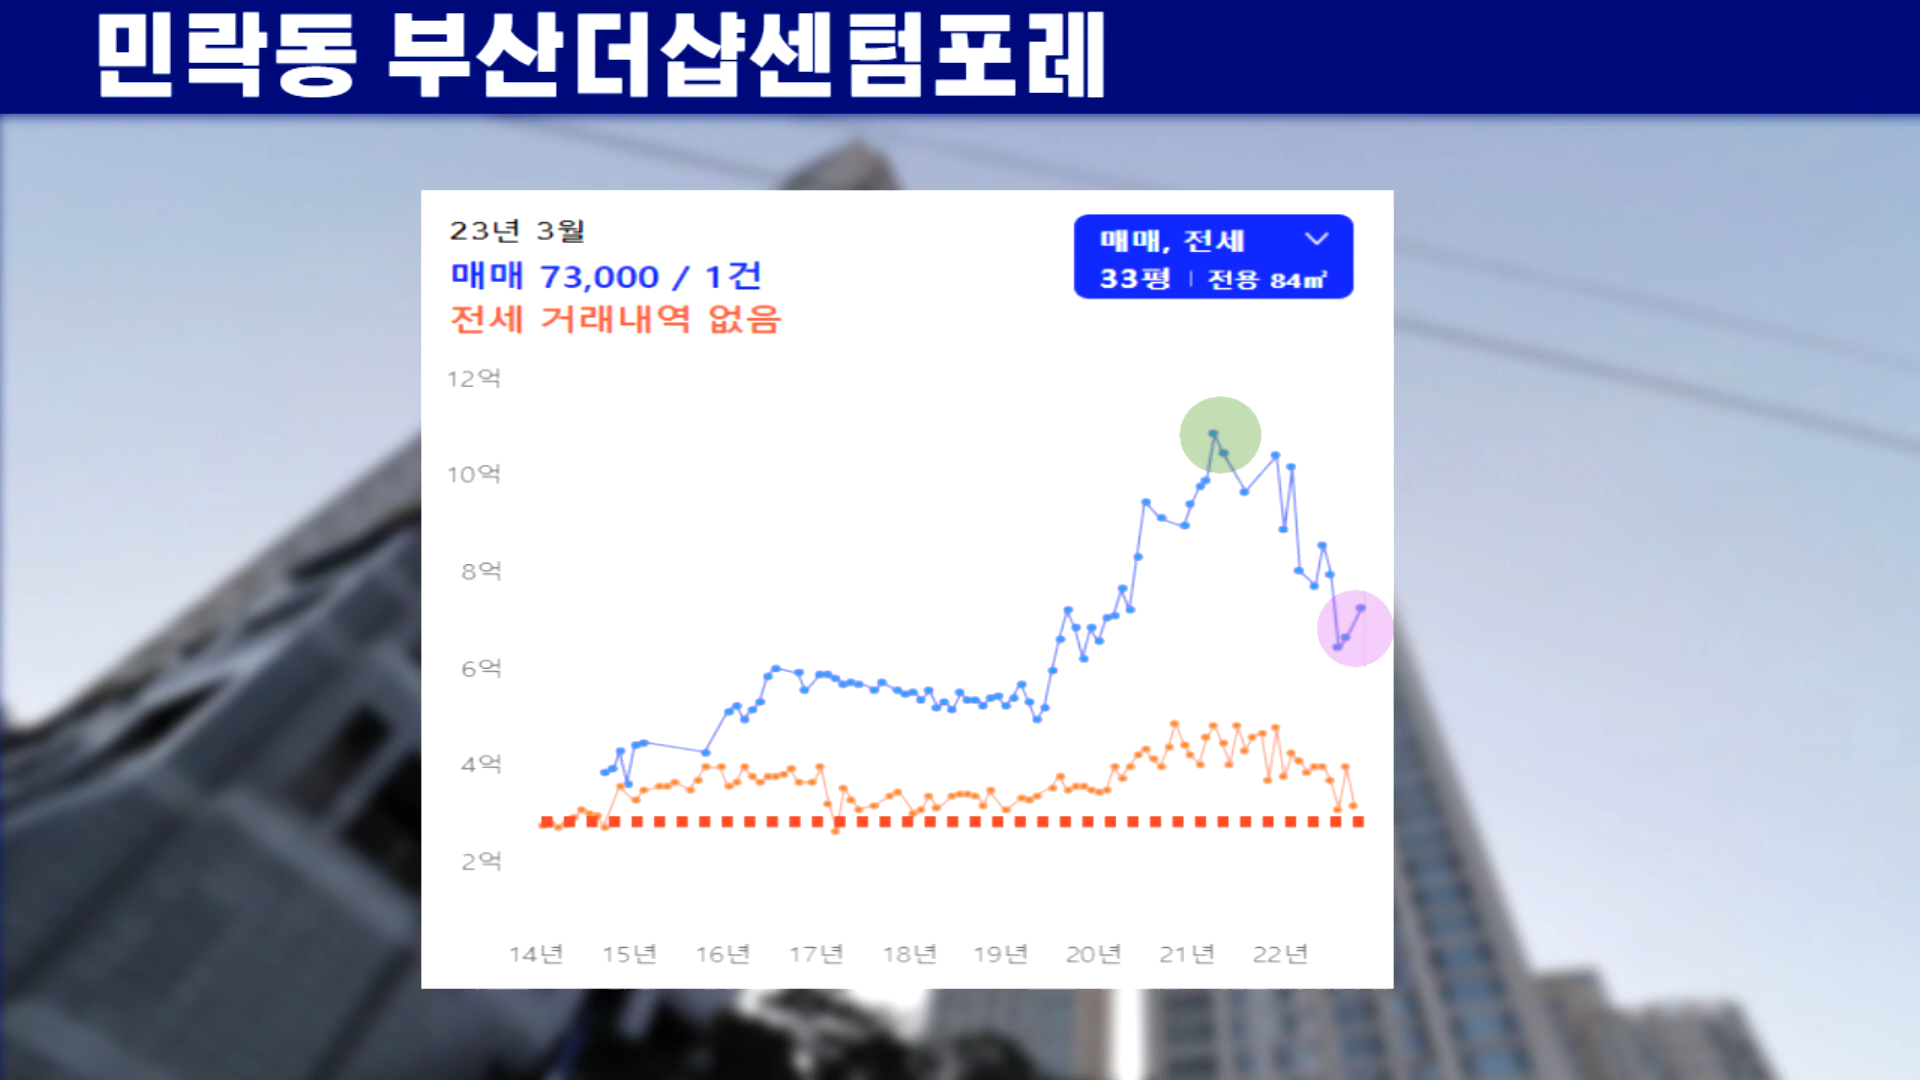 민락동 부산더샵센텀포레
23년 3월
매매 73,000 / 1건
전세 거래내역 없음
매매, 전세
33평 | 전용 84㎡
12억
10억
8억
6억
4억
2억
14년 15년 16년 17년 18년 19년 20년 21년 22년